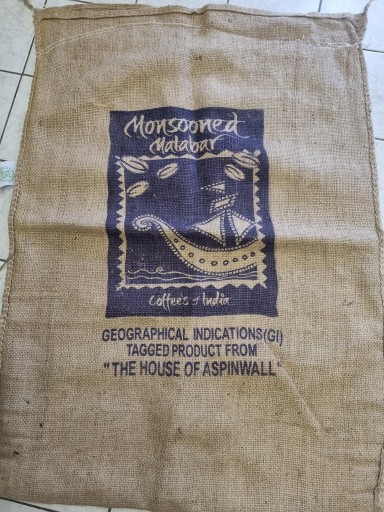 Monsooned
Malabar
Coffees of India
GEOGRAPHICAL INDICATIONS(GI)
TAGGED PRODUCT FROM
"THE HOUSE OF ASPINWALL"